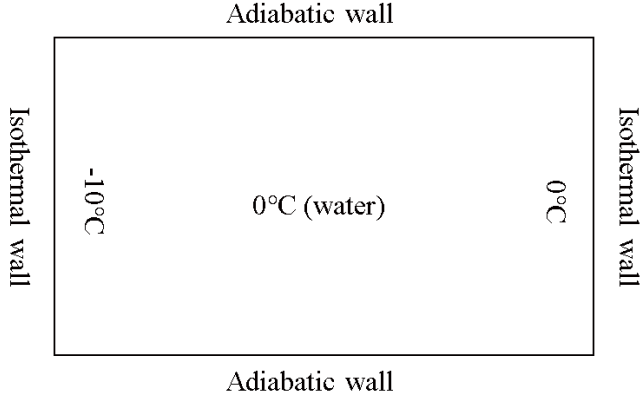 Adiabatic wall
Isothermal wall
-10°C
0°C (water)
0°C
Isothermal wall
Adiabatic wall